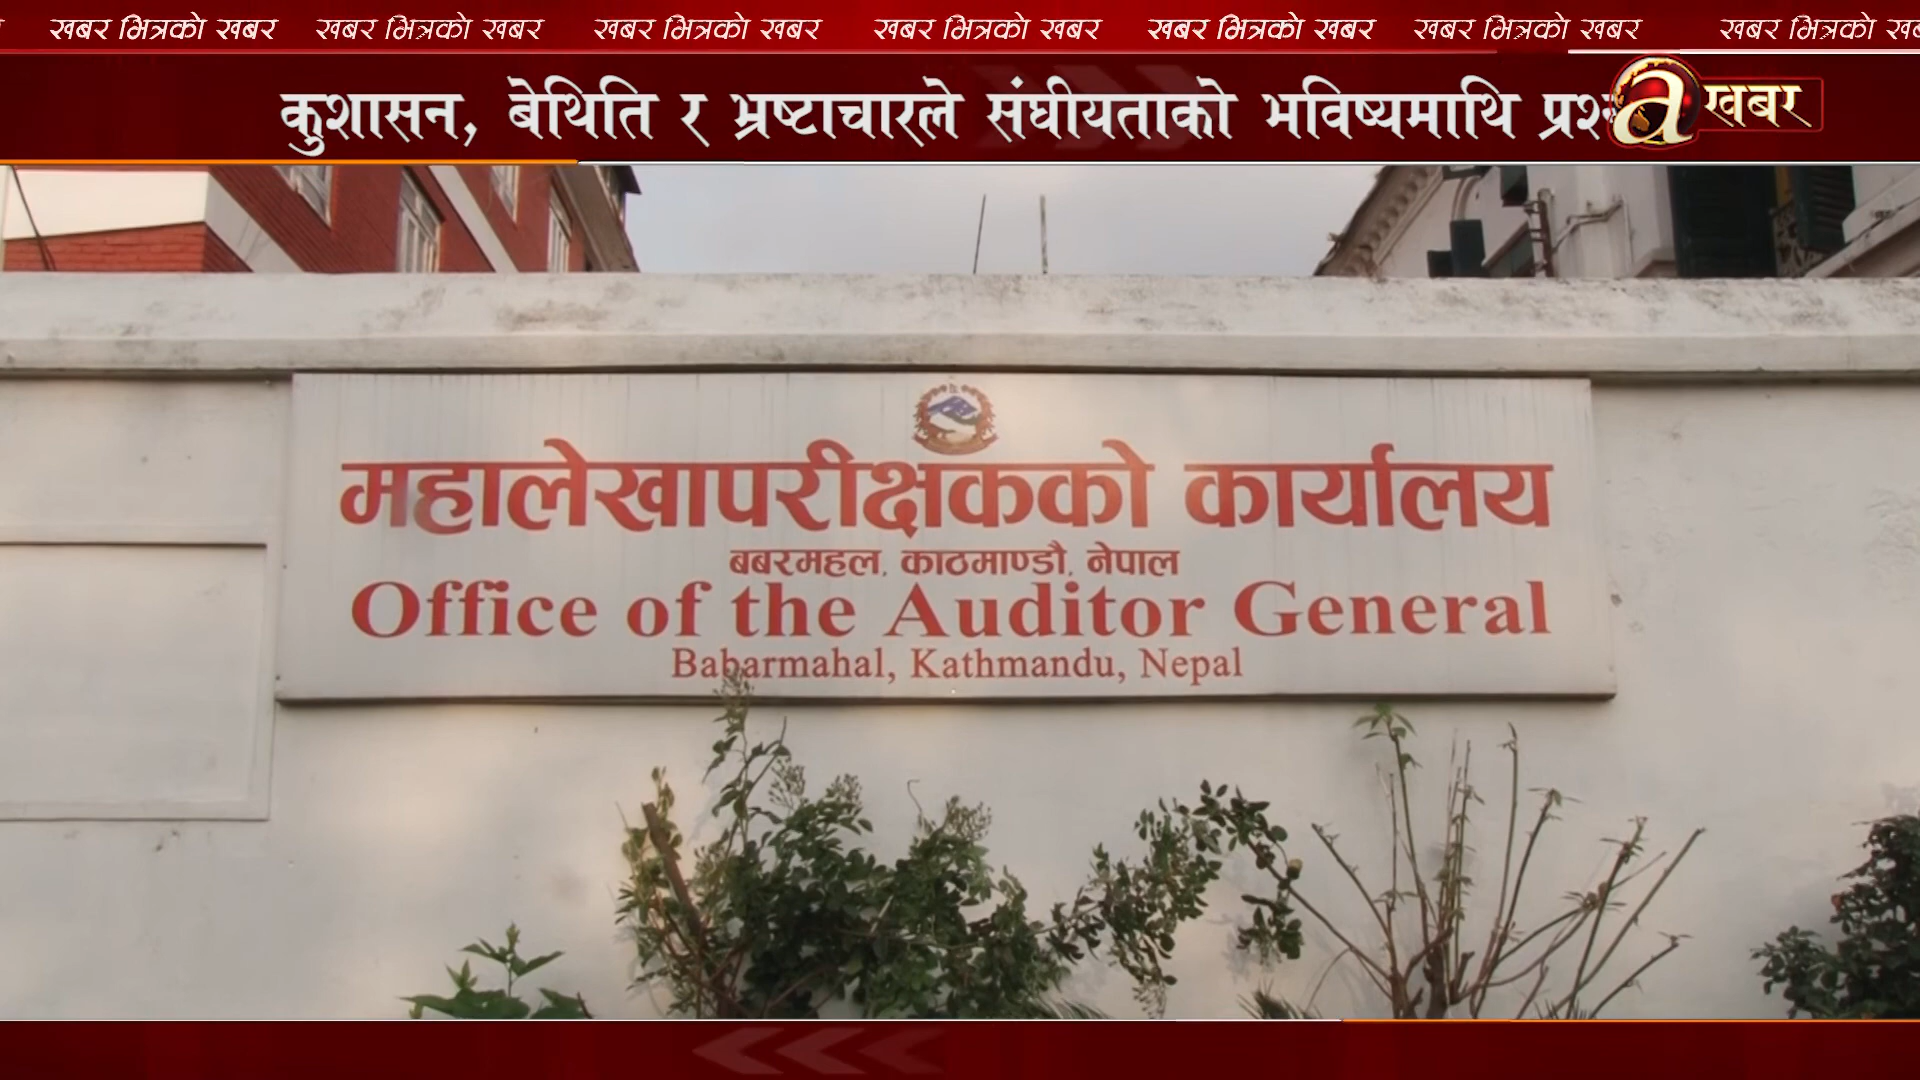 खबर भित्रको खबर खबर भित्रको खबर खबर भित्रको खबर खबर भित्रको खबर खबर भित्रको खबर खबर भित्रको खबर खबर भित्रको
कुशासन, बेथिति र भ्रष्टाचारले संघीयताको भविष्यमाथि
a खबर
महालेखापरीक्षकको कार्यालय
बबरमहल, काठमाण्डौ, नेपाल
Office of the Auditor General
Babarmahal, Kathmandu, Nepal